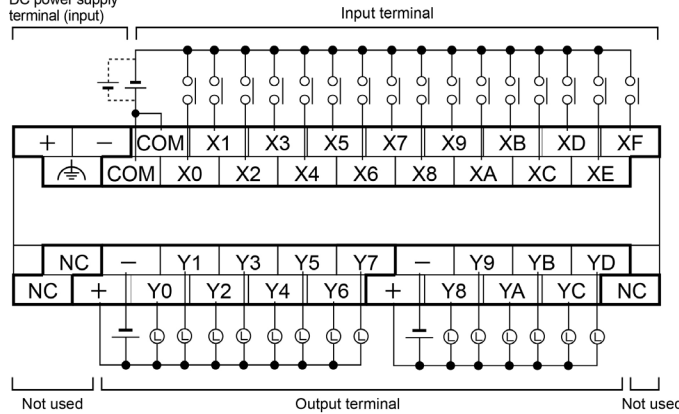 DC power supply
terminal (input)
Input terminal
+ − COM X1 X3 X5 X7 X9 XB XD XF
COM X0 X2 X4 X6 X8 XA XC XE
NC − Y1 Y3 Y5 Y7 − Y9 YB YD
NC + Y0 Y2 Y4 Y6 + Y8 YA YC NC
L L L L L L L L L L L L L L
Not used
Output terminal
Not used